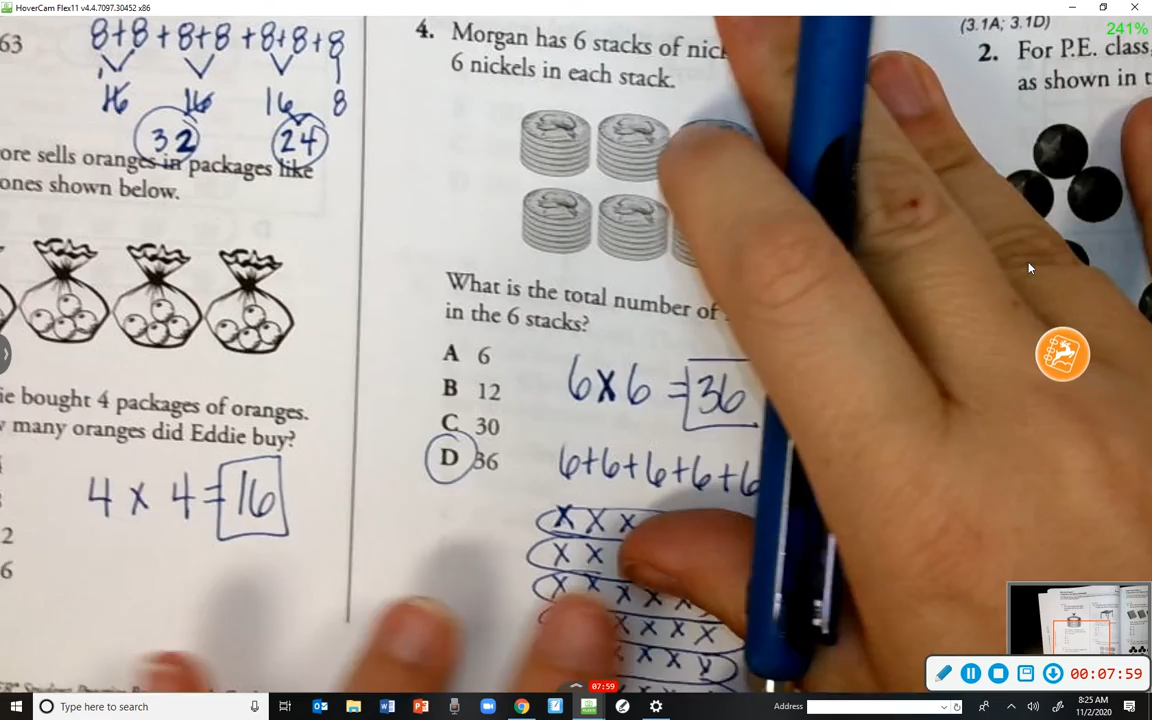 HoverCam Flex11 v4.4.7097.30452 x86
241%
63
8+8+8+8+8+8+8
16 16 16 8
32 24
ore sells oranges in packages like
ones shown below.
ie bought 4 packages of oranges.
many oranges did Eddie buy?
4 x 4 = 16
2
6
4. Morgan has 6 stacks of
6 nickels in each stack.
What is the total number of
in the 6 stacks?
A 6
B 12
C 30
D 36
6x6 = 36
6+6+6+6+6
x x x
x x
x x x x x
x x x x
x x x
(3.1A; 3.1D)
2. For P.E. class,
as shown in t
00:07:59
07:59
Type here to search
Address
8:25 AM
11/2/2020